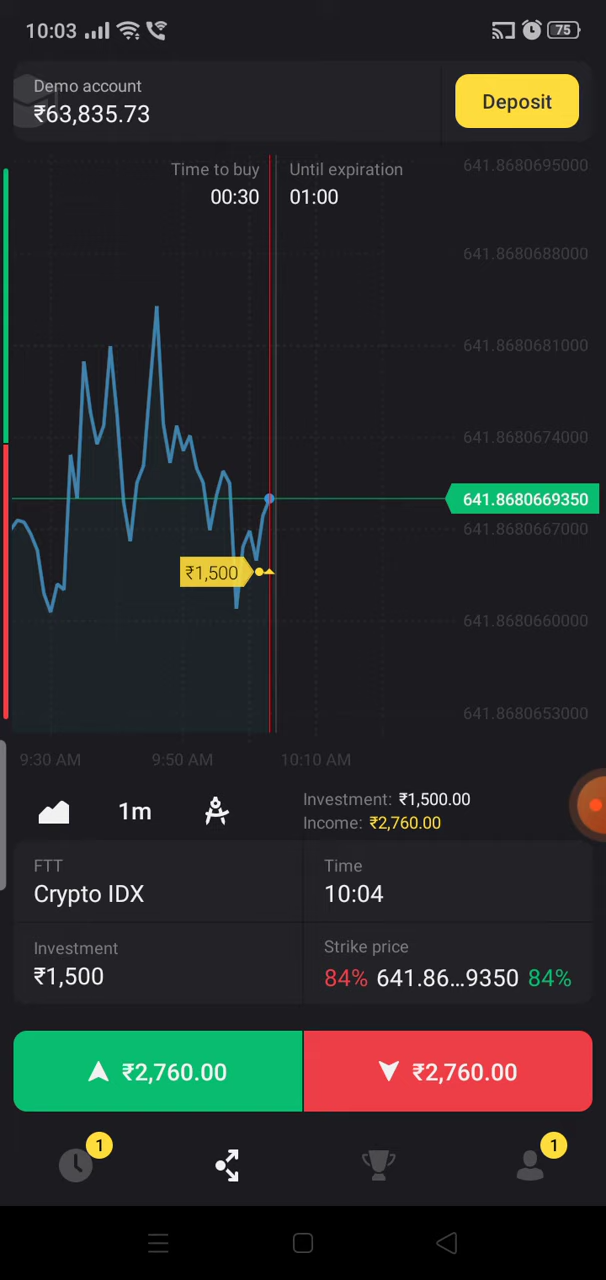 10:03
75
Demo account
₹63,835.73
Deposit
Time to buy
00:30
Until expiration
01:00
641.8680695000
641.8680688000
641.8680681000
641.8680674000
641.8680669350
641.8680667000
₹1,500
641.8680660000
641.8680653000
9:30 AM
9:50 AM
10:10 AM
1m
Investment: ₹1,500.00
Income: ₹2,760.00
FTT
Crypto IDX
Time
10:04
Investment
₹1,500
Strike price
84% 641.86...9350 84%
₹2,760.00
₹2,760.00
1
1